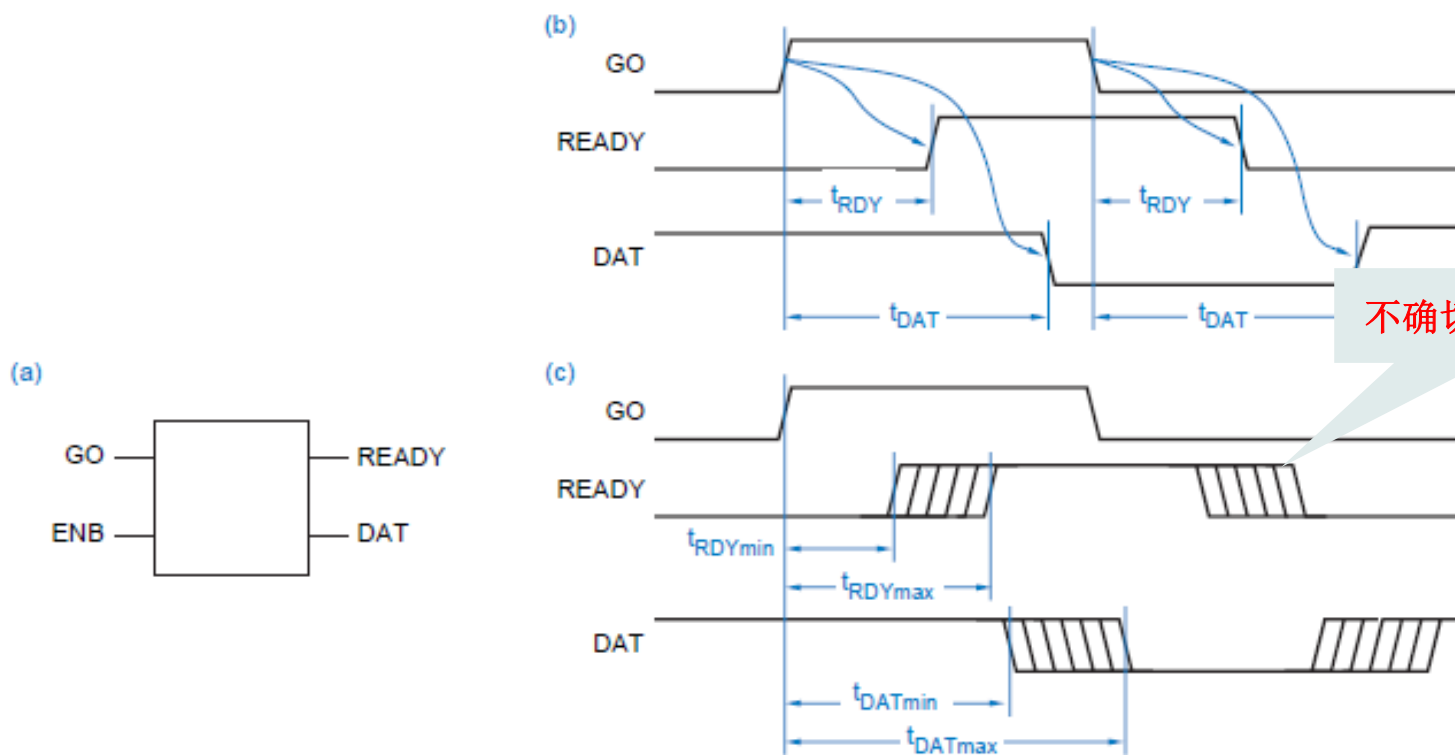 (a)
GO
READY
ENB
DAT
(b)
GO
READY
tRDY
tRDY
DAT
tDAT
tDAT
不确切
(c)
GO
READY
tRDYmin
tRDYmax
DAT
tDATmin
tDATmax